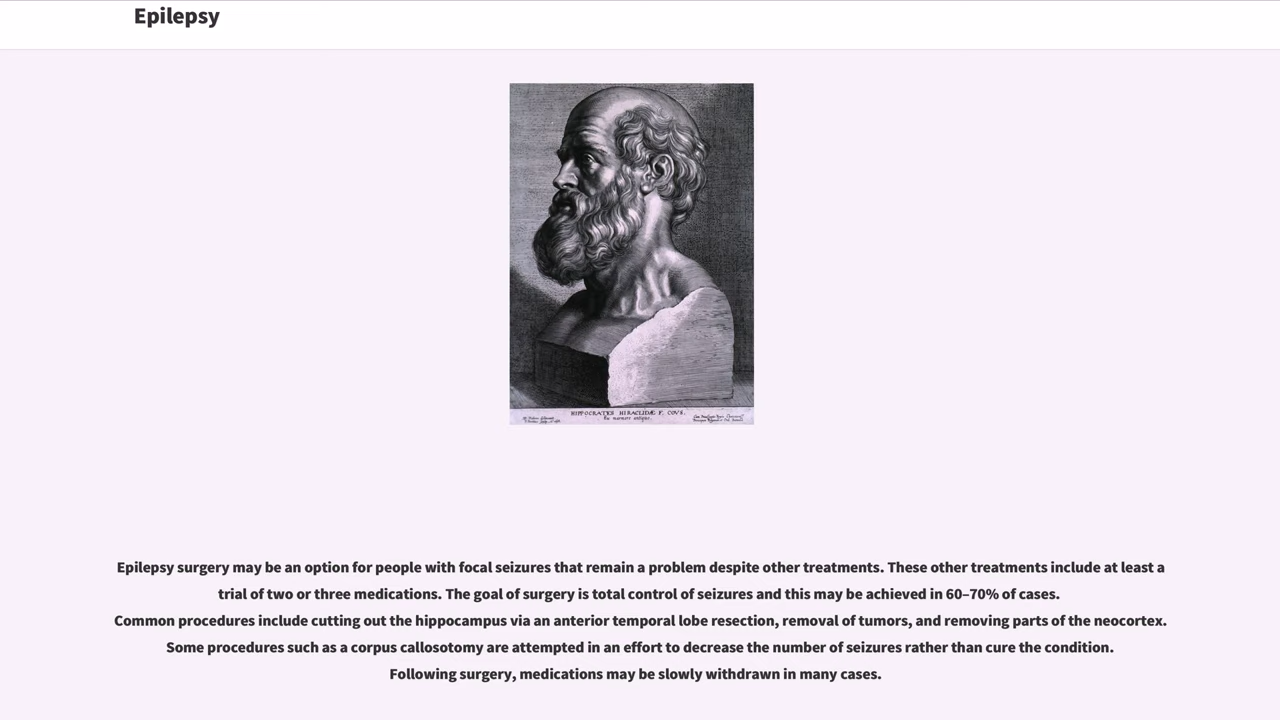 Epilepsy
HIPPOCRATES HIRACLIDÆ F. COVS.
Epilepsy surgery may be an option for people with focal seizures that remain a problem despite other treatments. These other treatments include at least a
trial of two or three medications. The goal of surgery is total control of seizures and this may be achieved in 60–70% of cases.
Common procedures include cutting out the hippocampus via an anterior temporal lobe resection, removal of tumors, and removing parts of the neocortex.
Some procedures such as a corpus callosotomy are attempted in an effort to decrease the number of seizures rather than cure the condition.
Following surgery, medications may be slowly withdrawn in many cases.